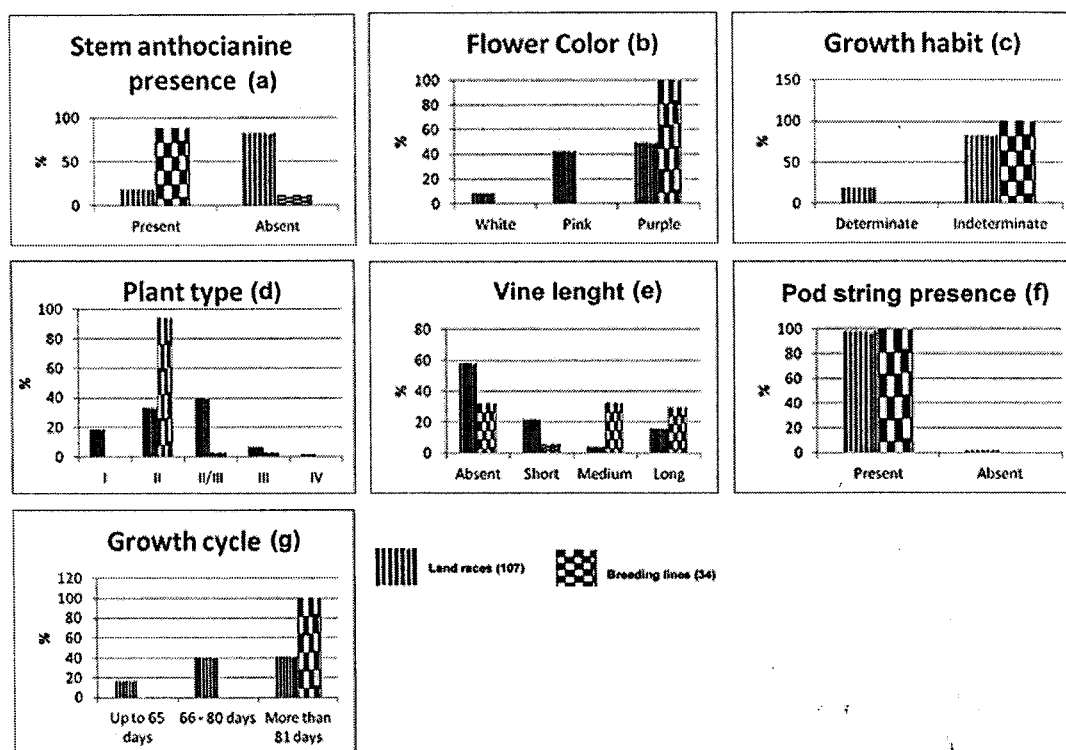 Stem anthocianine
presence (a)
100
50
0
%
Present Absent
Flower Color (b)
100
80
60
40
20
0
%
White Pink Purple
Growth habit (c)
150
100
50
0
%
Determinate Indeterminate
Plant type (d)
100
80
60
40
20
0
%
I II II/III III IV
Vine lenght (e)
80
60
40
20
0
%
Absent Short Medium Long
Pod string presence (f)
100
80
60
40
20
0
%
Present Absent
Growth cycle (g)
120
100
80
60
40
20
0
%
Up to 65 66 - 80 days More than
days 81 days
Land races (107) Breeding lines (34)